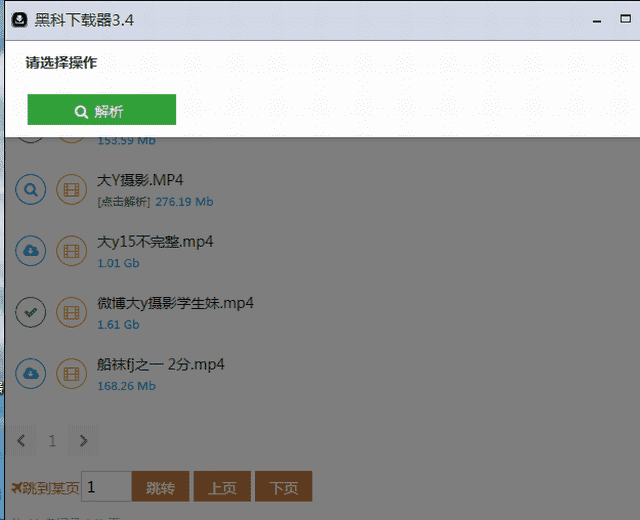 黑科下载器3.4
请选择操作
解析
153.59 Mb
大Y摄影.MP4
[点击解析] 276.19 Mb
大y15不完整.mp4
1.01 Gb
微博大y摄影学生妹.mp4
1.61 Gb
船袜fj之一 2分.mp4
168.26 Mb
1
跳到某页 1 跳转 上页 下页